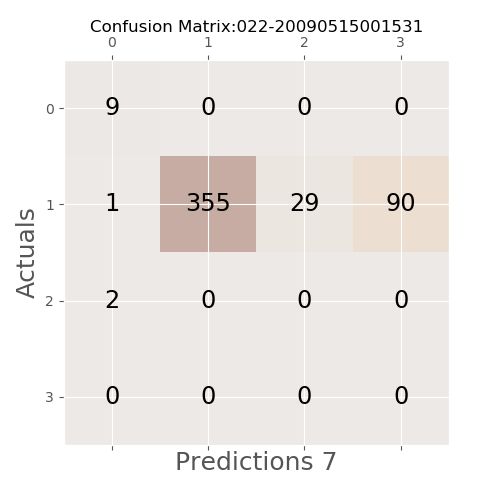 Confusion Matrix:022-20090515001531
0 1 2 3
0 9 0 0 0
1 1 355 29 90
2 2 0 0 0
3 0 0 0 0
Actuals
Predictions 7